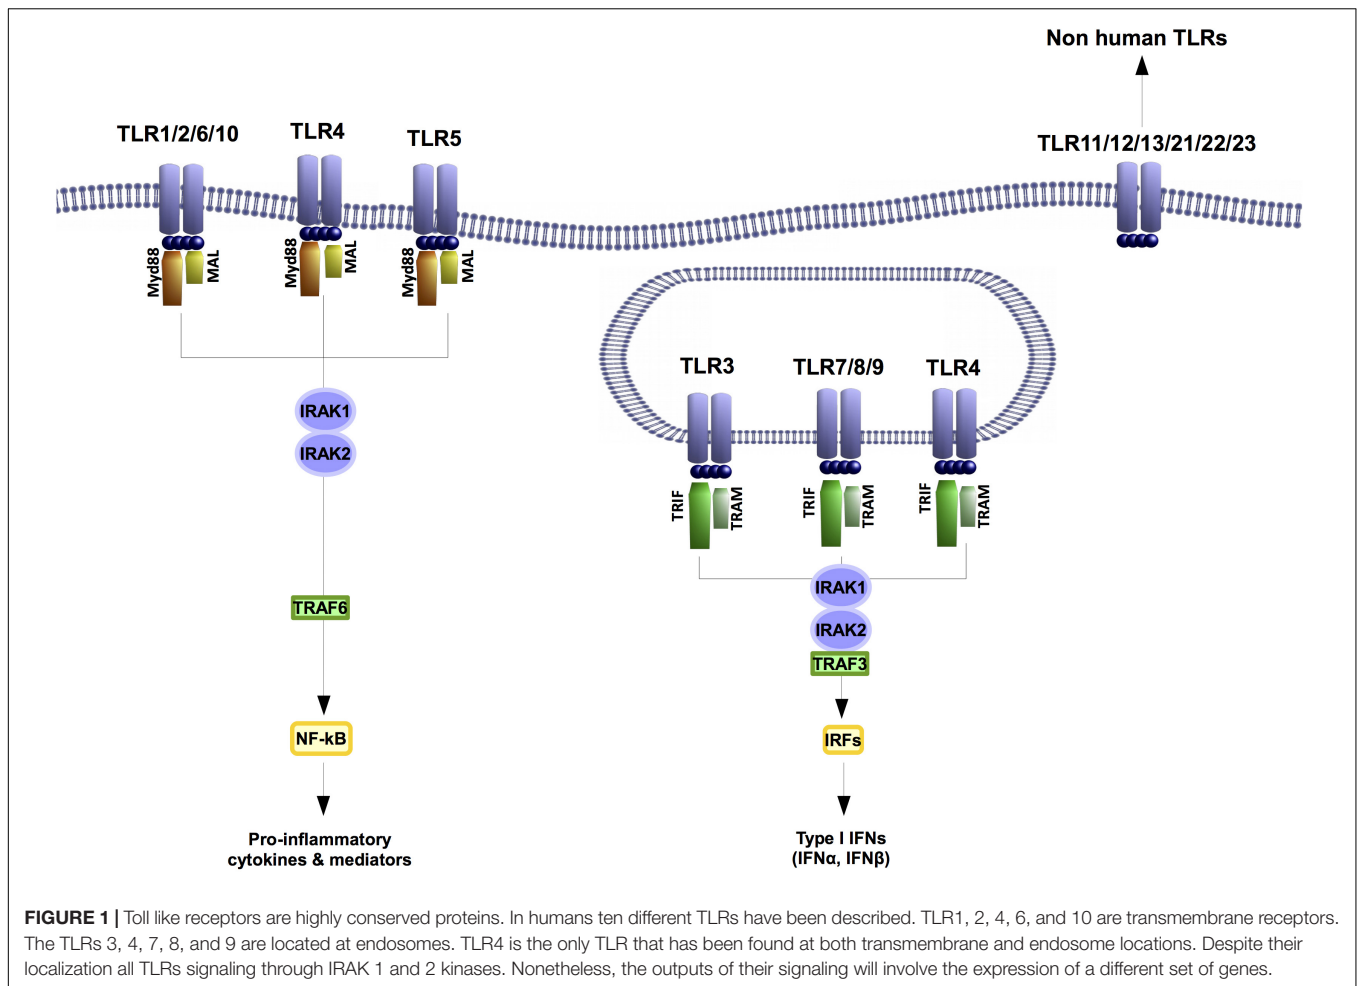 Non human TLRs
TLR1/2/6/10
TLR4
TLR5
TLR11/12/13/21/22/23
Myd88
MAL
Myd88
MAL
Myd88
MAL
IRAK1
IRAK2
TRAF6
NF-kB
Pro-inflammatory
cytokines & mediators
TLR3
TLR7/8/9
TLR4
TRIF
TRAM
TRIF
TRAM
TRIF
TRAM
IRAK1
IRAK2
TRAF3
IRFs
Type I IFNs
(IFNα, IFNβ)
FIGURE 1 | Toll like receptors are highly conserved proteins. In humans ten different TLRs have been described. TLR1, 2, 4, 6, and 10 are transmembrane receptors.
The TLRs 3, 4, 7, 8, and 9 are located at endosomes. TLR4 is the only TLR that has been found at both transmembrane and endosome locations. Despite their
localization all TLRs signaling through IRAK 1 and 2 kinases. Nonetheless, the outputs of their signaling will involve the expression of a different set of genes.